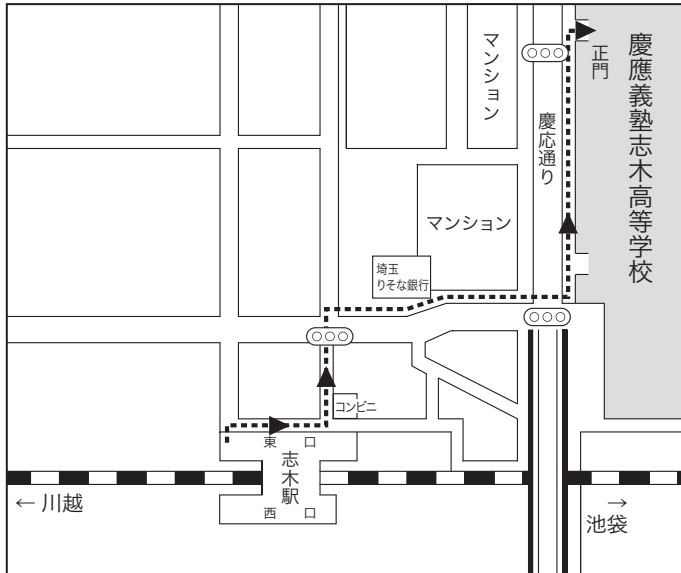 マンション
慶応通り
正門
慶應義塾志木高等学校
マンション
埼玉
りそな銀行
コンビニ
東口
志木駅
西口
← 川越
→
池袋